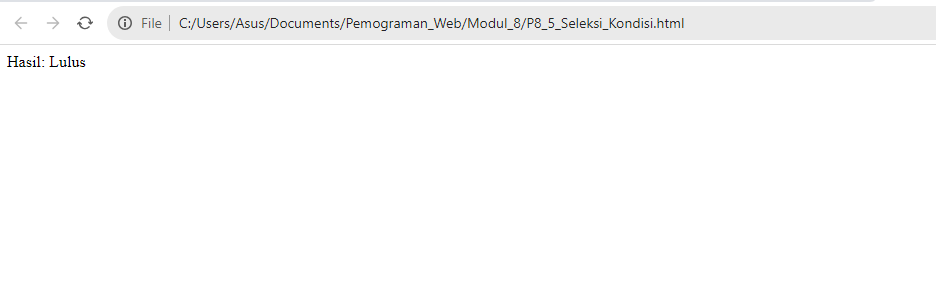 File C:/Users/Asus/Documents/Pemograman_Web/Modul_8/P8_5_Seleksi_Kondisi.html
Hasil: Lulus